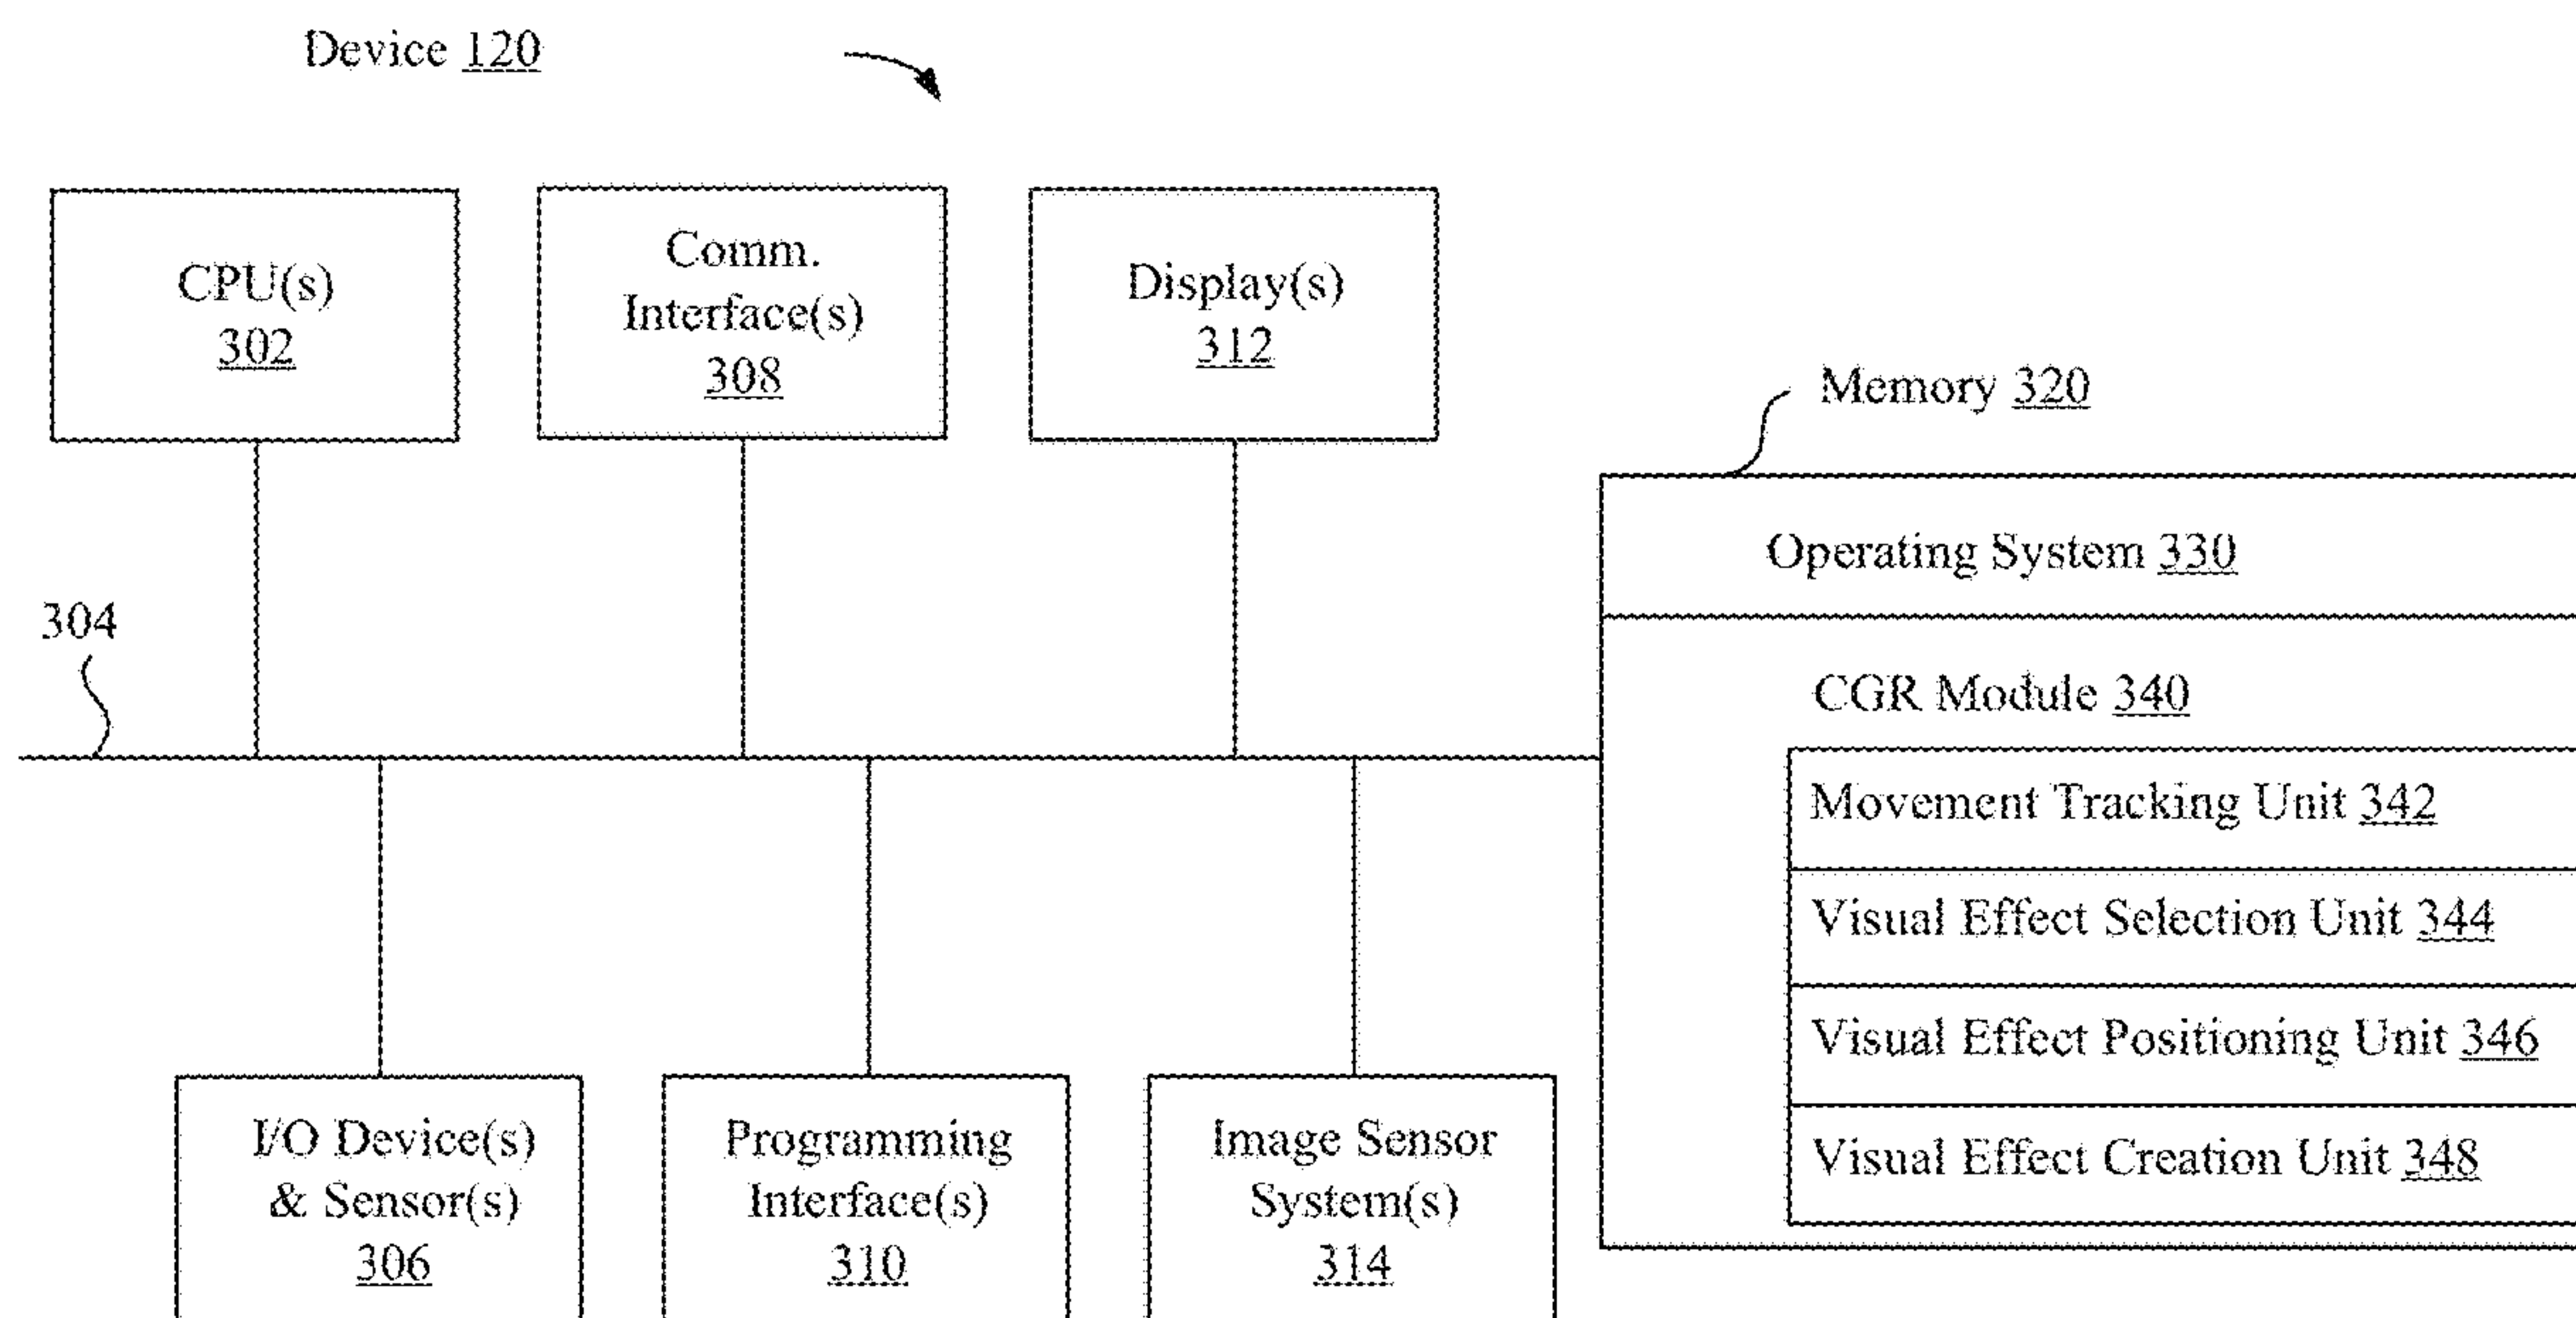 Device 120
CPU(s)
302
Comm.
Interface(s)
308
Display(s)
312
Memory 320
Operating System 330
304
CGR Module 340
Movement Tracking Unit 342
Visual Effect Selection Unit 344
Visual Effect Positioning Unit 346
Visual Effect Creation Unit 348
I/O Device(s)
& Sensor(s)
306
Programming
Interface(s)
310
Image Sensor
System(s)
314